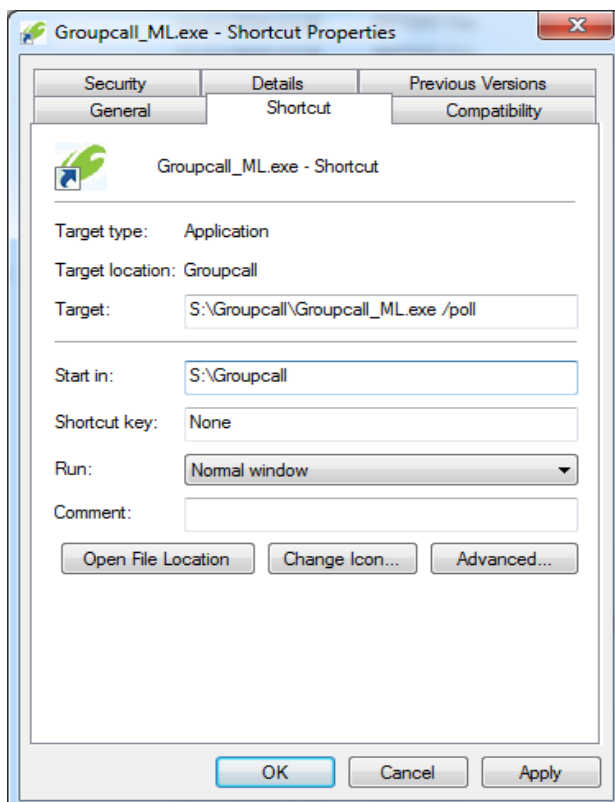 Groupcall_ML.exe - Shortcut Properties
Security Details Previous Versions
General Shortcut Compatibility
Groupcall_ML.exe - Shortcut
Target type: Application
Target location: Groupcall
Target: S:\Groupcall\Groupcall_ML.exe /poll
Start in: S:\Groupcall
Shortcut key: None
Run: Normal window
Comment:
Open File Location Change Icon... Advanced...
OK Cancel Apply